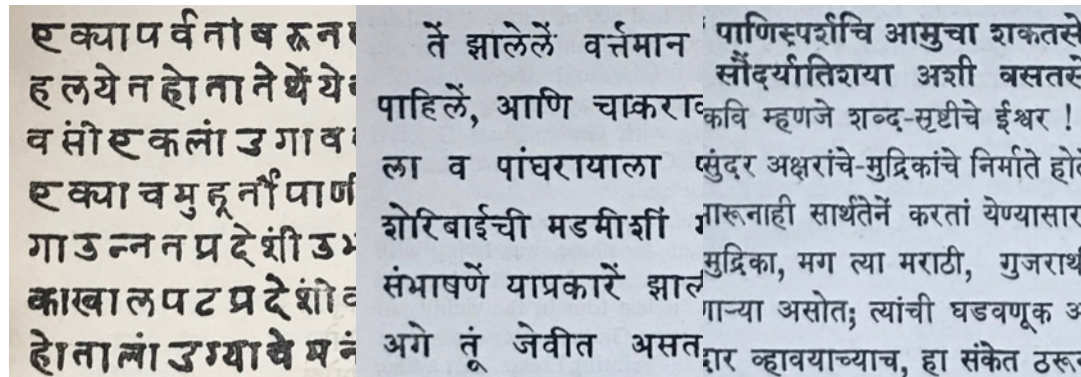 एक्या पर्वतांवरून
हलयेन होता तेथें ये
वसी एकला उगाव
एक्याच मुहूर्ती पाणी
गा उन्नत प्रदेशी उ
काखालपट प्रदेशी
होताला उग्याचे
तें झालेलें वर्त्तमान
पाहिलें, आणि चाकरा
ला व पांघरायाला
शोरिबाईची मडमीशीं
संभाषणें याप्रकारें झाल
अगे तूं जेवीत असत
पाणिस्पर्शाचि आमुचा शकतसे
सौंदर्यातिशया अशी वसतसे
कवि म्हणजे शब्द-सृष्टीचे ईश्वर !
सुंदर अक्षरांचे-मुद्रिकांचे निर्माते होते
ारूनाही सार्थतेनें करतां येण्यासार
मुद्रिका, मग त्या मराठी, गुजराथी
ाऱ्या असोत; त्यांची घडवणूक अ
दार व्हावयाच्याच, हा संकेत ठरू